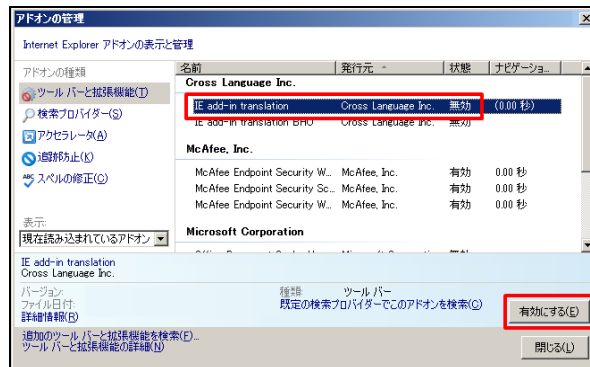 アドオンの管理
Internet Explorer アドオンの表示と管理
アドオンの種類
ツール バーと拡張機能(T)
検索プロバイダー(S)
アクセラレータ(A)
追跡防止(K)
スペルの修正(C)
表示:
現在読み込まれているアドオン
名前 発行元 状態 ナビゲーショ...
Cross Language Inc.
IE add-in translation Cross Language Inc. 無効 (0.00 秒)
IE add-in translation BHO Cross Language Inc. 無効
McAfee, Inc.
McAfee Endpoint Security W... McAfee, Inc. 有効 0.00 秒
McAfee Endpoint Security Sc... McAfee, Inc. 有効 0.00 秒
McAfee Endpoint Security W... McAfee, Inc. 有効 0.00 秒
Microsoft Corporation
IE add-in translation
Cross Language Inc.
バージョン:
ファイル日付:
詳細情報(R)
種類: ツール バー
既定の検索プロバイダーでこのアドオンを検索(C)
有効にする(E)
追加のツール バーと拡張機能を検索(F)...
ツール バーと拡張機能の詳細(N)
閉じる(L)